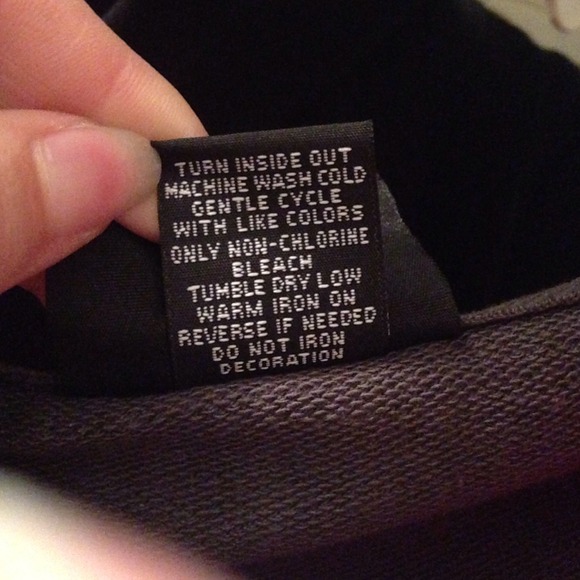 TURN INSIDE OUT
MACHINE WASH COLD
GENTLE CYCLE
WITH LIKE COLORS
ONLY NON-CHLORINE
BLEACH
TUMBLE DRY LOW
WARM IRON ON
REVERSE IF NEEDED
DO NOT IRON
DECORATION